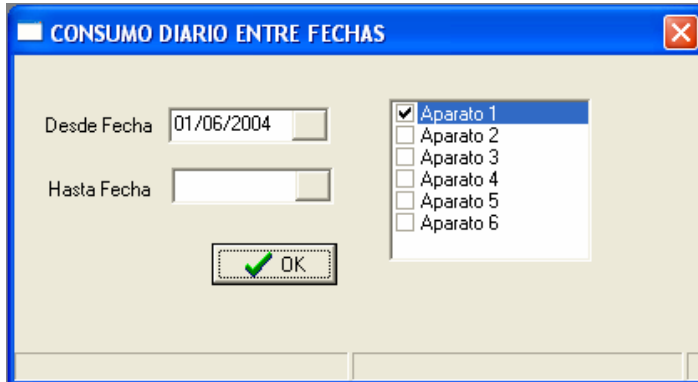 CONSUMO DIARIO ENTRE FECHAS
Desde Fecha 01/06/2004
Hasta Fecha
OK
Aparato 1
Aparato 2
Aparato 3
Aparato 4
Aparato 5
Aparato 6